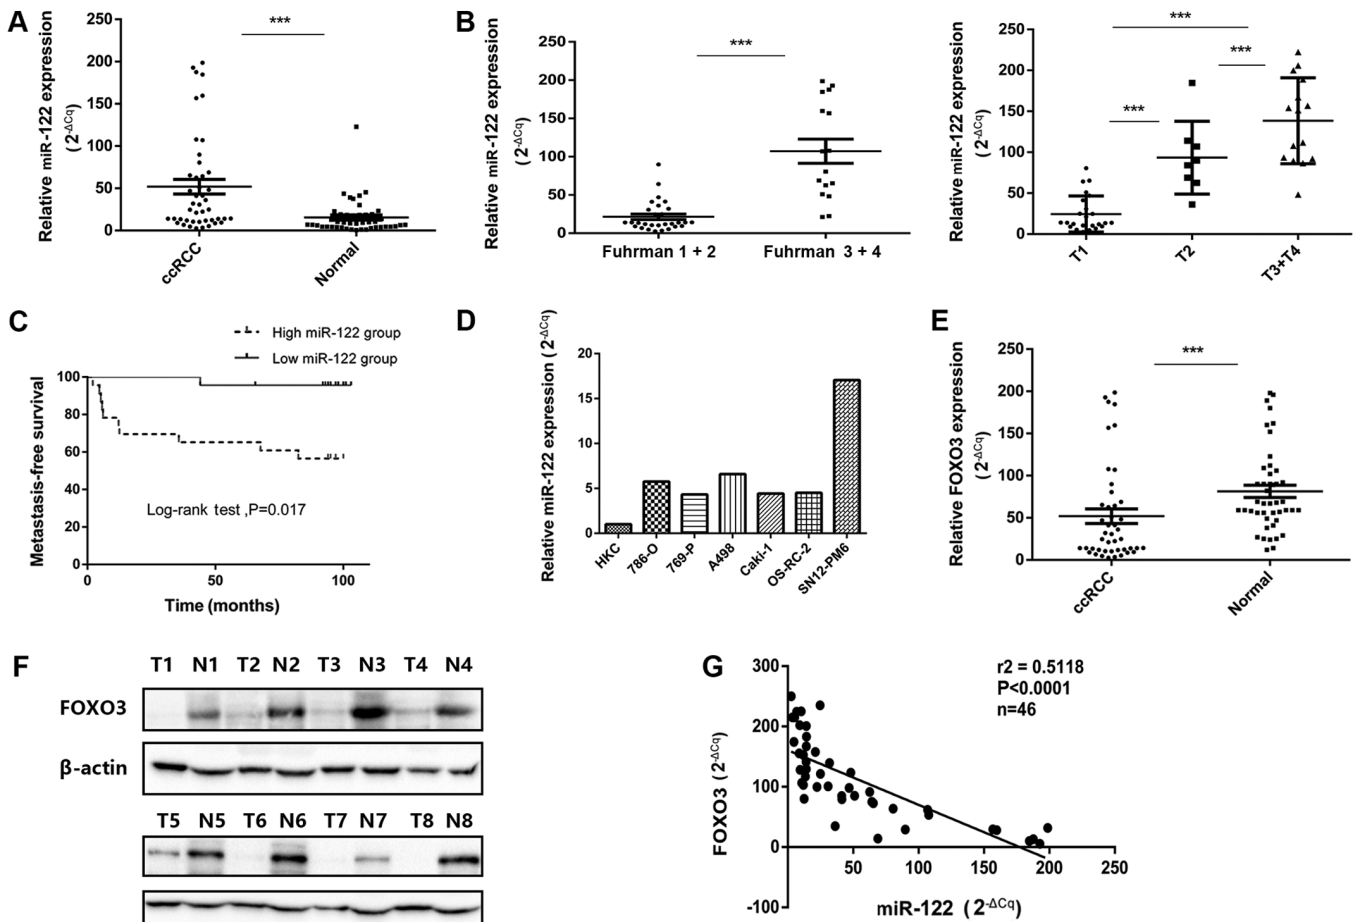 A
Relative miR-122 expression
(2-ΔCq)
250
200
150
100
50
0
***
ccRCC
Normal
B
Relative miR-122 expression
(2-ΔCq)
250
200
150
100
50
0
***
Fuhrman 1 + 2
Fuhrman 3 + 4
Relative miR-122 expression
(2-ΔCq)
250
200
150
100
50
0
***
***
***
T1
T2
T3+T4
C
High miR-122 group
Low miR-122 group
Metastasis-free survival
100
80
60
40
20
0
Log-rank test ,P=0.017
0
50
100
Time (months)
D
Relative miR-122 expression (2-ΔCq)
20
15
10
5
0
HKC
786-O
769-P
A498
Caki-1
OS-RC-2
SN12-PM6
E
Relative FOXO3 expression
(2-ΔCq)
250
200
150
100
50
0
***
ccRCC
Normal
F
T1 N1 T2 N2 T3 N3 T4 N4
FOXO3
β-actin
T5 N5 T6 N6 T7 N7 T8 N8
G
FOXO3 (2-ΔCq)
300
200
100
0
-100
r2 = 0.5118
P<0.0001
n=46
50
100
150
200
250
miR-122 (2-ΔCq)